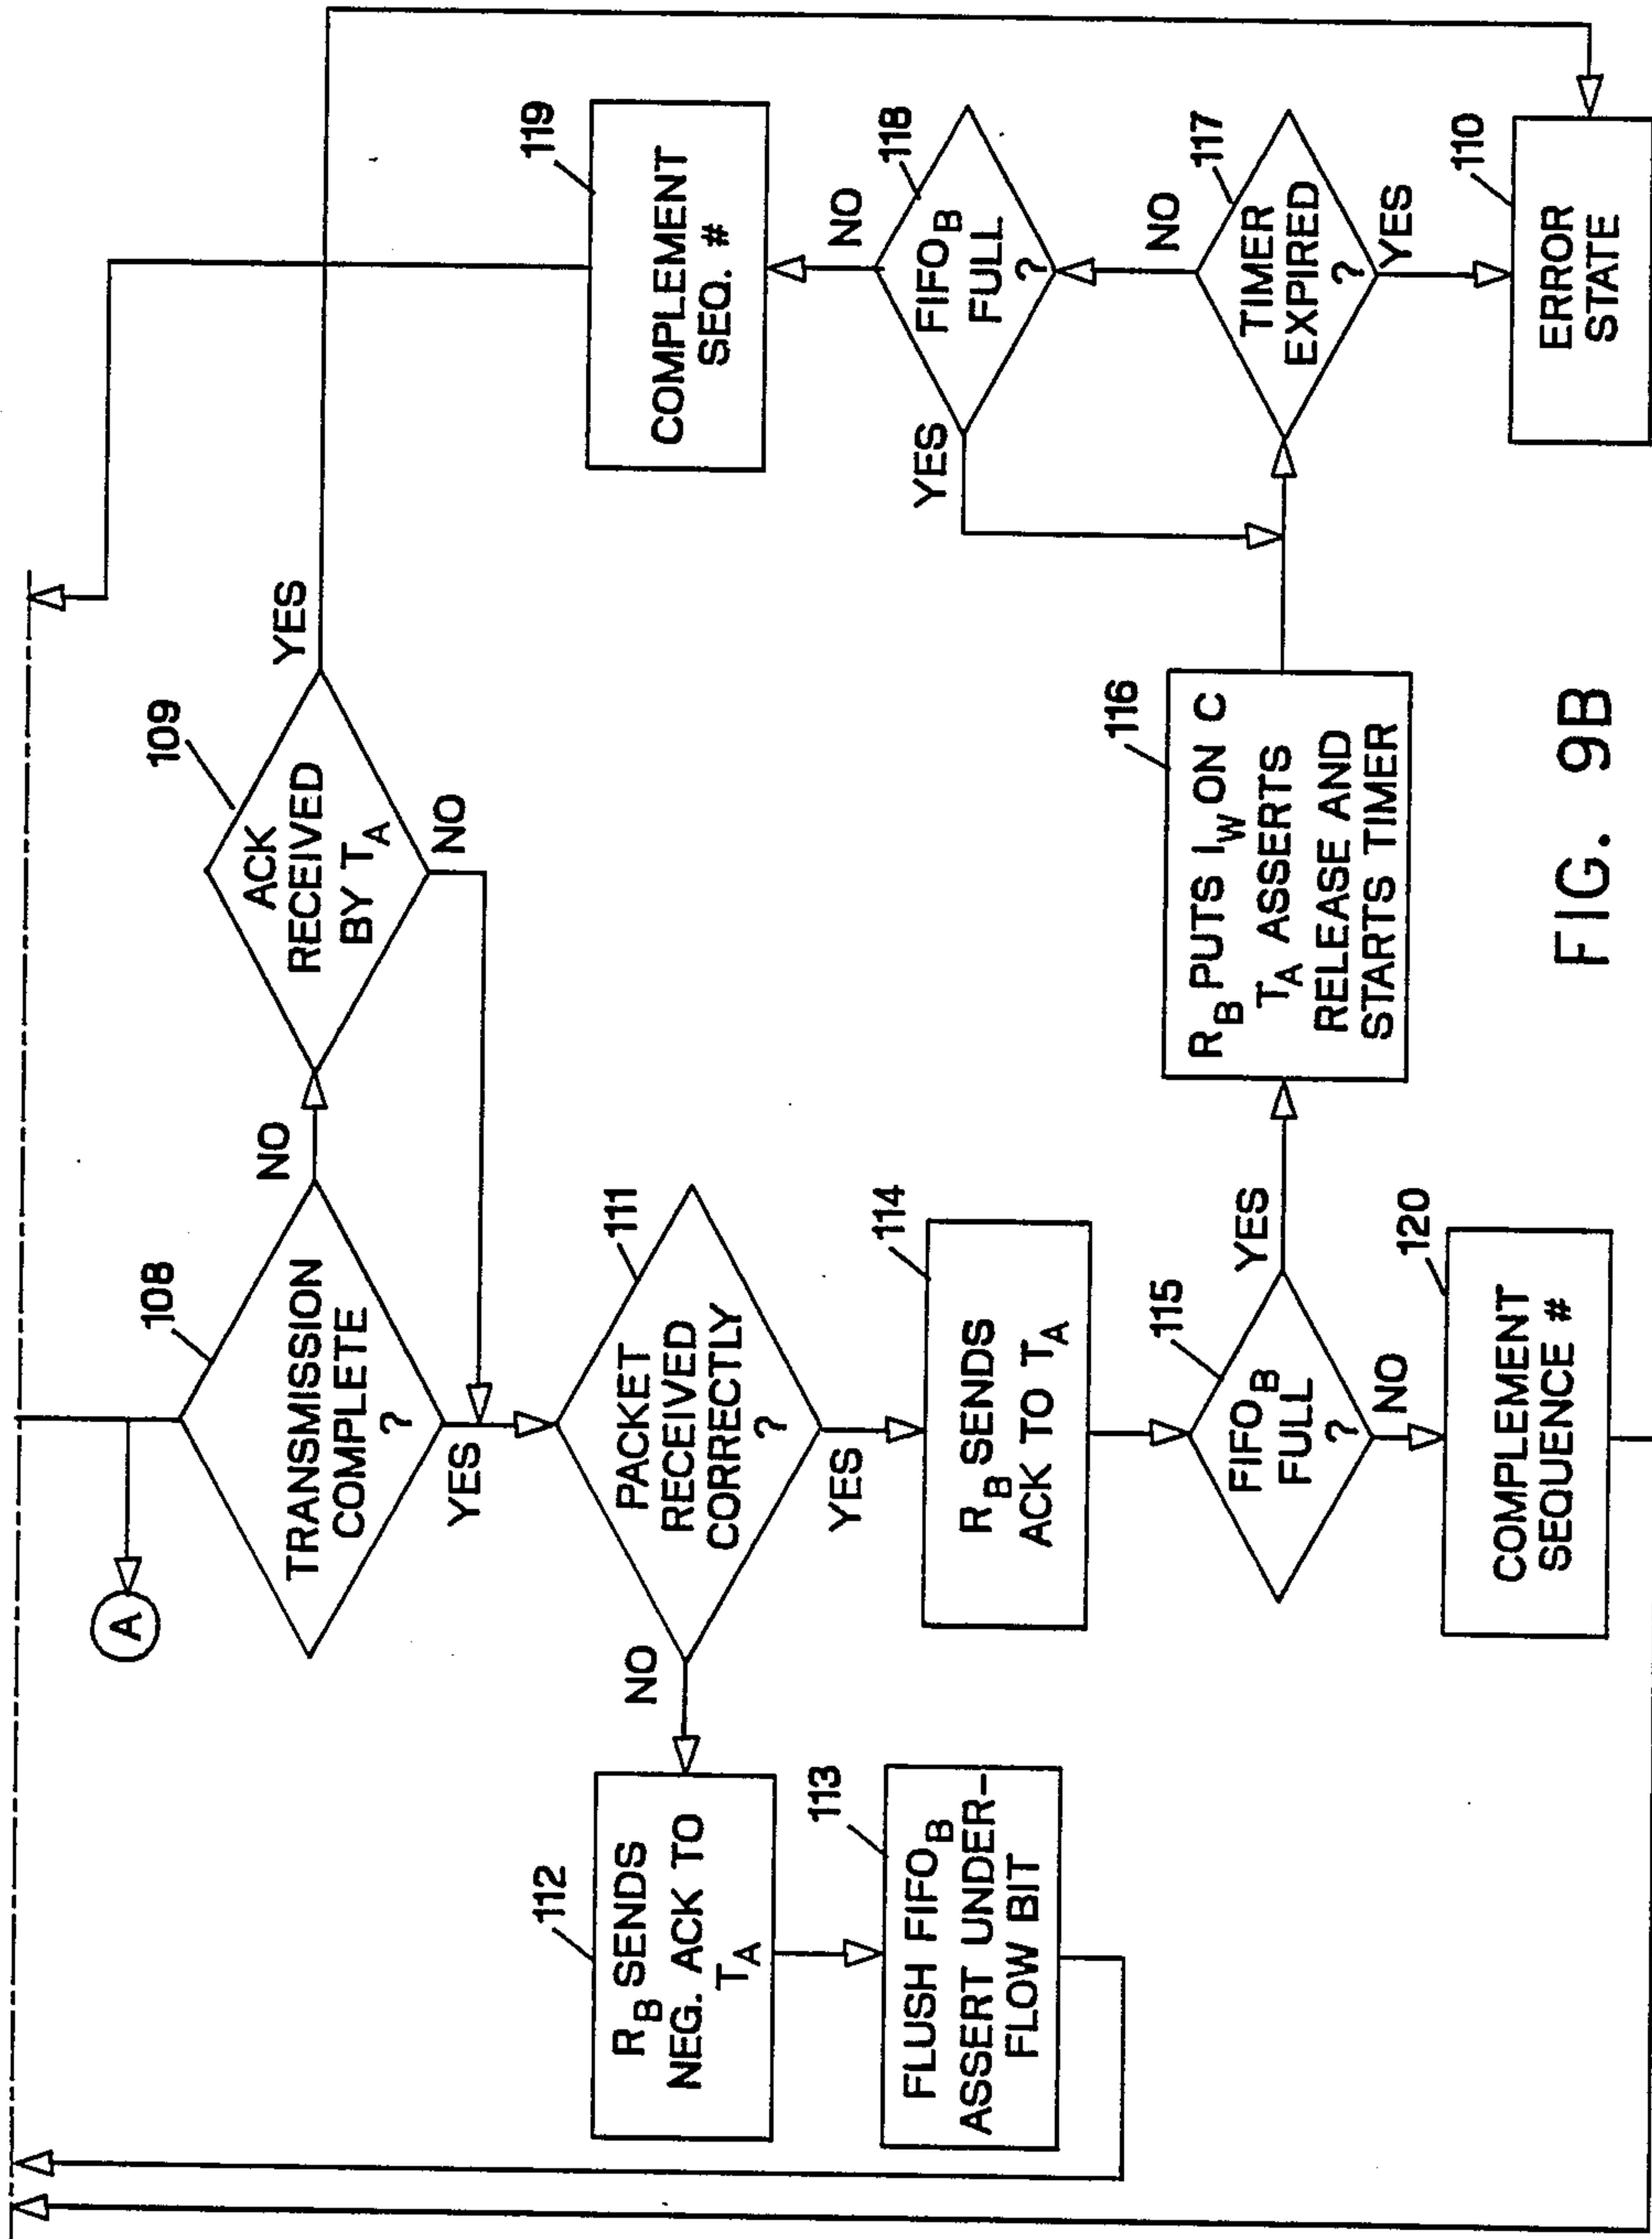 A
108
TRANSMISSION
COMPLETE
?
NO
YES
109
ACK
RECEIVED
BY T_A
YES
NO
111
PACKET
RECEIVED
CORRECTLY
?
NO
YES
112
R_B SENDS
NEG. ACK TO
T_A
113
FLUSH FIFO_B
ASSERT UNDER-
FLOW BIT
114
R_B SENDS
ACK TO T_A
115
FIFO_B
FULL
?
YES
NO
120
COMPLEMENT
SEQUENCE #
116
R_B PUTS I_W ON C
T_A ASSERTS
RELEASE AND
STARTS TIMER
117
TIMER
EXPIRED
?
NO
YES
118
FIFO_B
FULL
?
YES
NO
119
COMPLEMENT
SEQ. #
110
ERROR
STATE
FIG. 9B